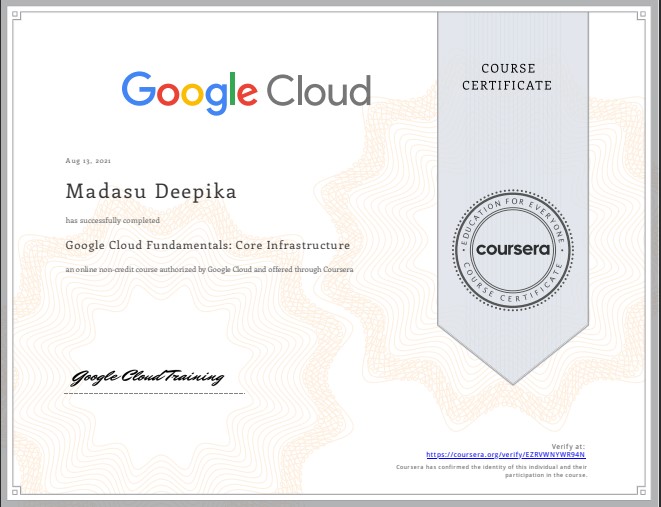 Google Cloud
COURSE
CERTIFICATE
Aug 13, 2021
Madasu Deepika
has successfully completed
Google Cloud Fundamentals: Core Infrastructure
an online non-credit course authorized by Google Cloud and offered through Coursera
EDUCATION FOR EVERYONE
coursera
COURSE CERTIFICATE
Google Cloud Training
Verify at:
https://coursera.org/verify/EZRVWNYWR94N
Coursera has confirmed the identity of this individual and their
participation in the course.